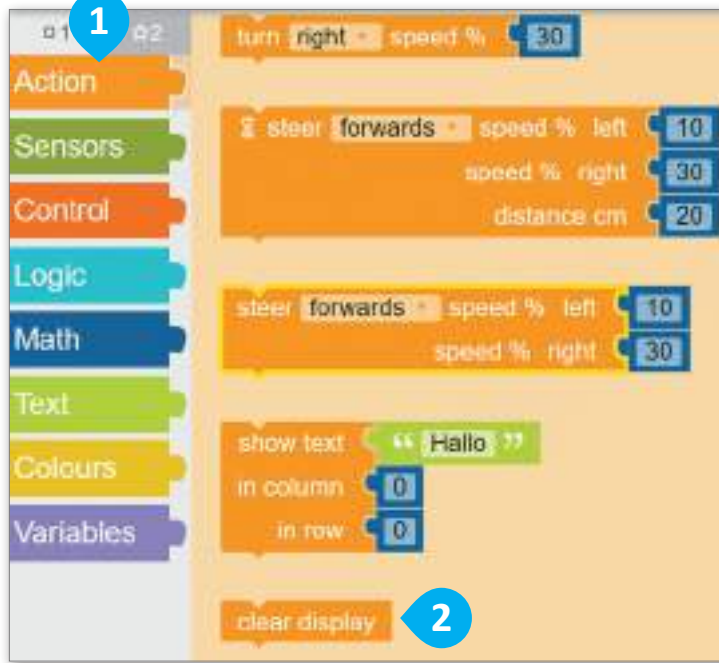 1
2
Action
Sensors
Control
Logic
Math
Text
Colours
Variables
turn right speed % 30
steer forwards speed % left 10
speed % right 30
distance cm 20
steer forwards speed % left 10
speed % right 30
show text “ Hallo ”
in column 0
in row 0
clear display
1
2